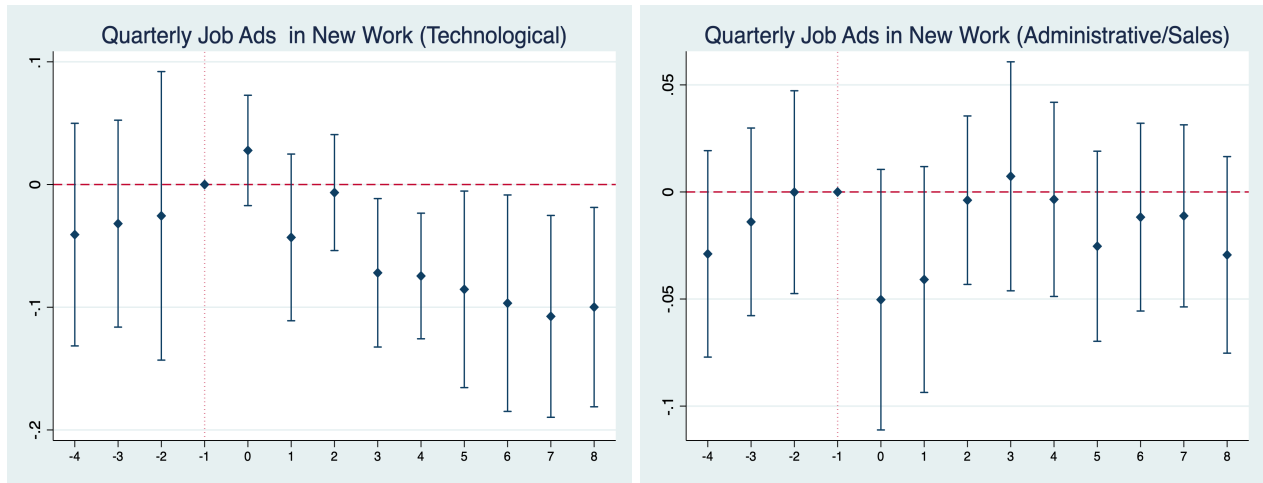 Quarterly Job Ads  in New Work (Technological)
.1
0
-.1
-.2
-4 -3 -2 -1 0 1 2 3 4 5 6 7 8
Quarterly Job Ads in New Work (Administrative/Sales)
.05
0
-.05
-.1
-4 -3 -2 -1 0 1 2 3 4 5 6 7 8